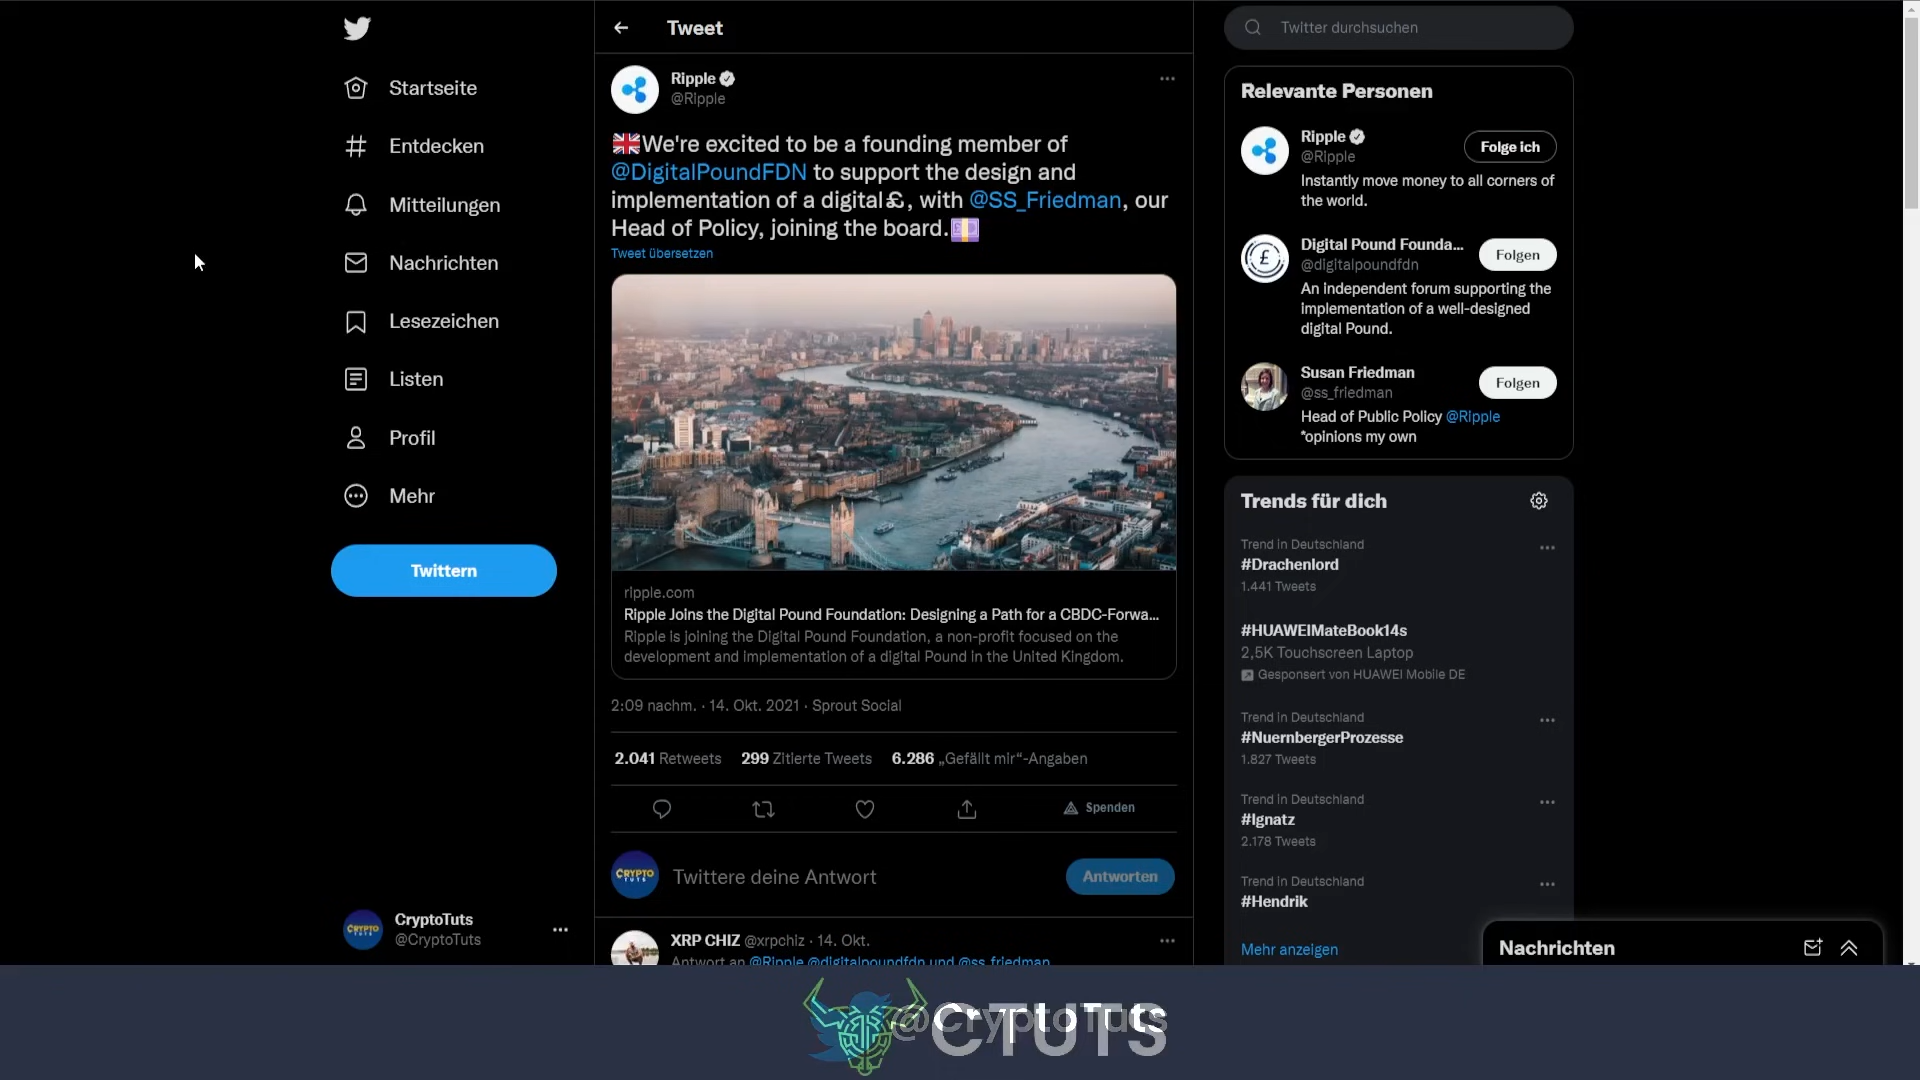 Startseite
Entdecken
Mitteilungen
Nachrichten
Lesezeichen
Listen
Profil
Mehr
Twittern
CryptoTuts
@CryptoTuts
Tweet
Ripple
@Ripple
We're excited to be a founding member of
@DigitalPoundFDN to support the design and
implementation of a digital£, with @SS_Friedman, our
Head of Policy, joining the board.
Tweet übersetzen
ripple.com
Ripple Joins the Digital Pound Foundation: Designing a Path for a CBDC-Forwa...
Ripple is joining the Digital Pound Foundation, a non-profit focused on the
development and implementation of a digital Pound in the United Kingdom.
2:09 nachm. · 14. Okt. 2021 · Sprout Social
2.041 Retweets 299 Zitierte Tweets 6.286 „Gefällt mir“-Angaben
Spenden
CRYPTO TUTS
Twittere deine Antwort
Antworten
XRP CHIZ @xrpchiz · 14. Okt.
Antwort an @Ripple @digitalpoundfdn und @ss_friedman
Twitter durchsuchen
Relevante Personen
Ripple
@Ripple
Folge ich
Instantly move money to all corners of
the world.
Digital Pound Founda...
@digitalpoundfdn
Folgen
An independent forum supporting the
implementation of a well-designed
digital Pound.
Susan Friedman
@ss_friedman
Folgen
Head of Public Policy @Ripple
*opinions my own
Trends für dich
Trend in Deutschland
#Drachenlord
1.441 Tweets
#HUAWEIMateBook14s
2,5K Touchscreen Laptop
Gesponsert von HUAWEI Mobile DE
Trend in Deutschland
#NuernbergerProzesse
1.827 Tweets
Trend in Deutschland
#Ignatz
2.178 Tweets
Trend in Deutschland
#Hendrik
Mehr anzeigen
Nachrichten
@CryptoTuts
CTUTS